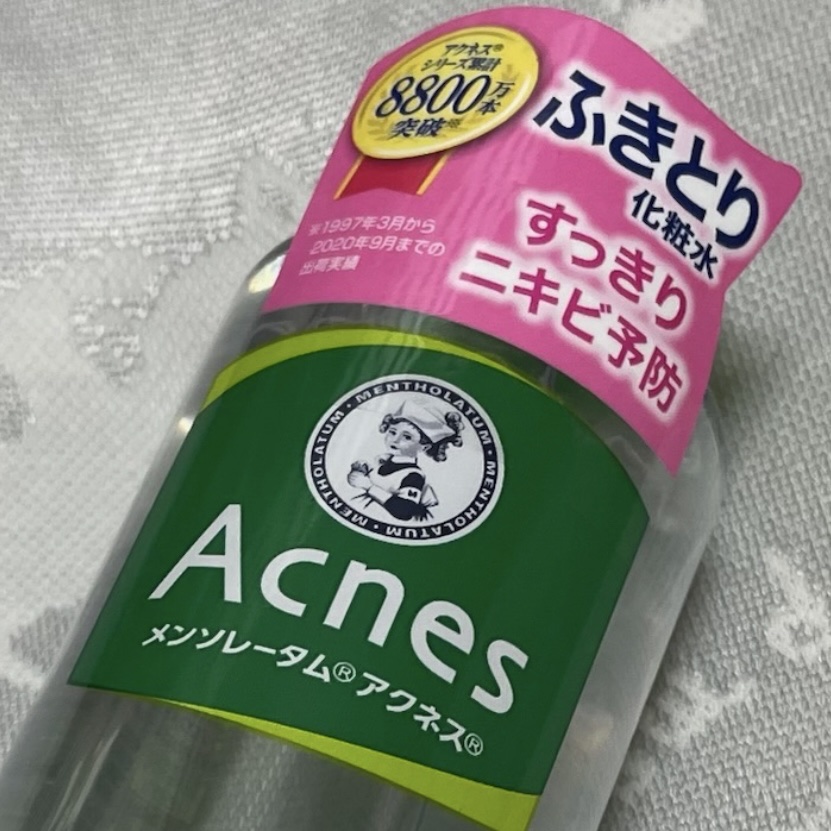 アクネス®
シリーズ累計
8800万本
突破※
ふきとり
化粧水
※1997年3月から
2020年9月までの
出荷実績
すっきり
ニキビ予防
MENTHOLATUM・MENTHOLATUM・MENTHOLATUM・MENTHOLATUM・
Acnes
メンソレータム®アクネス®